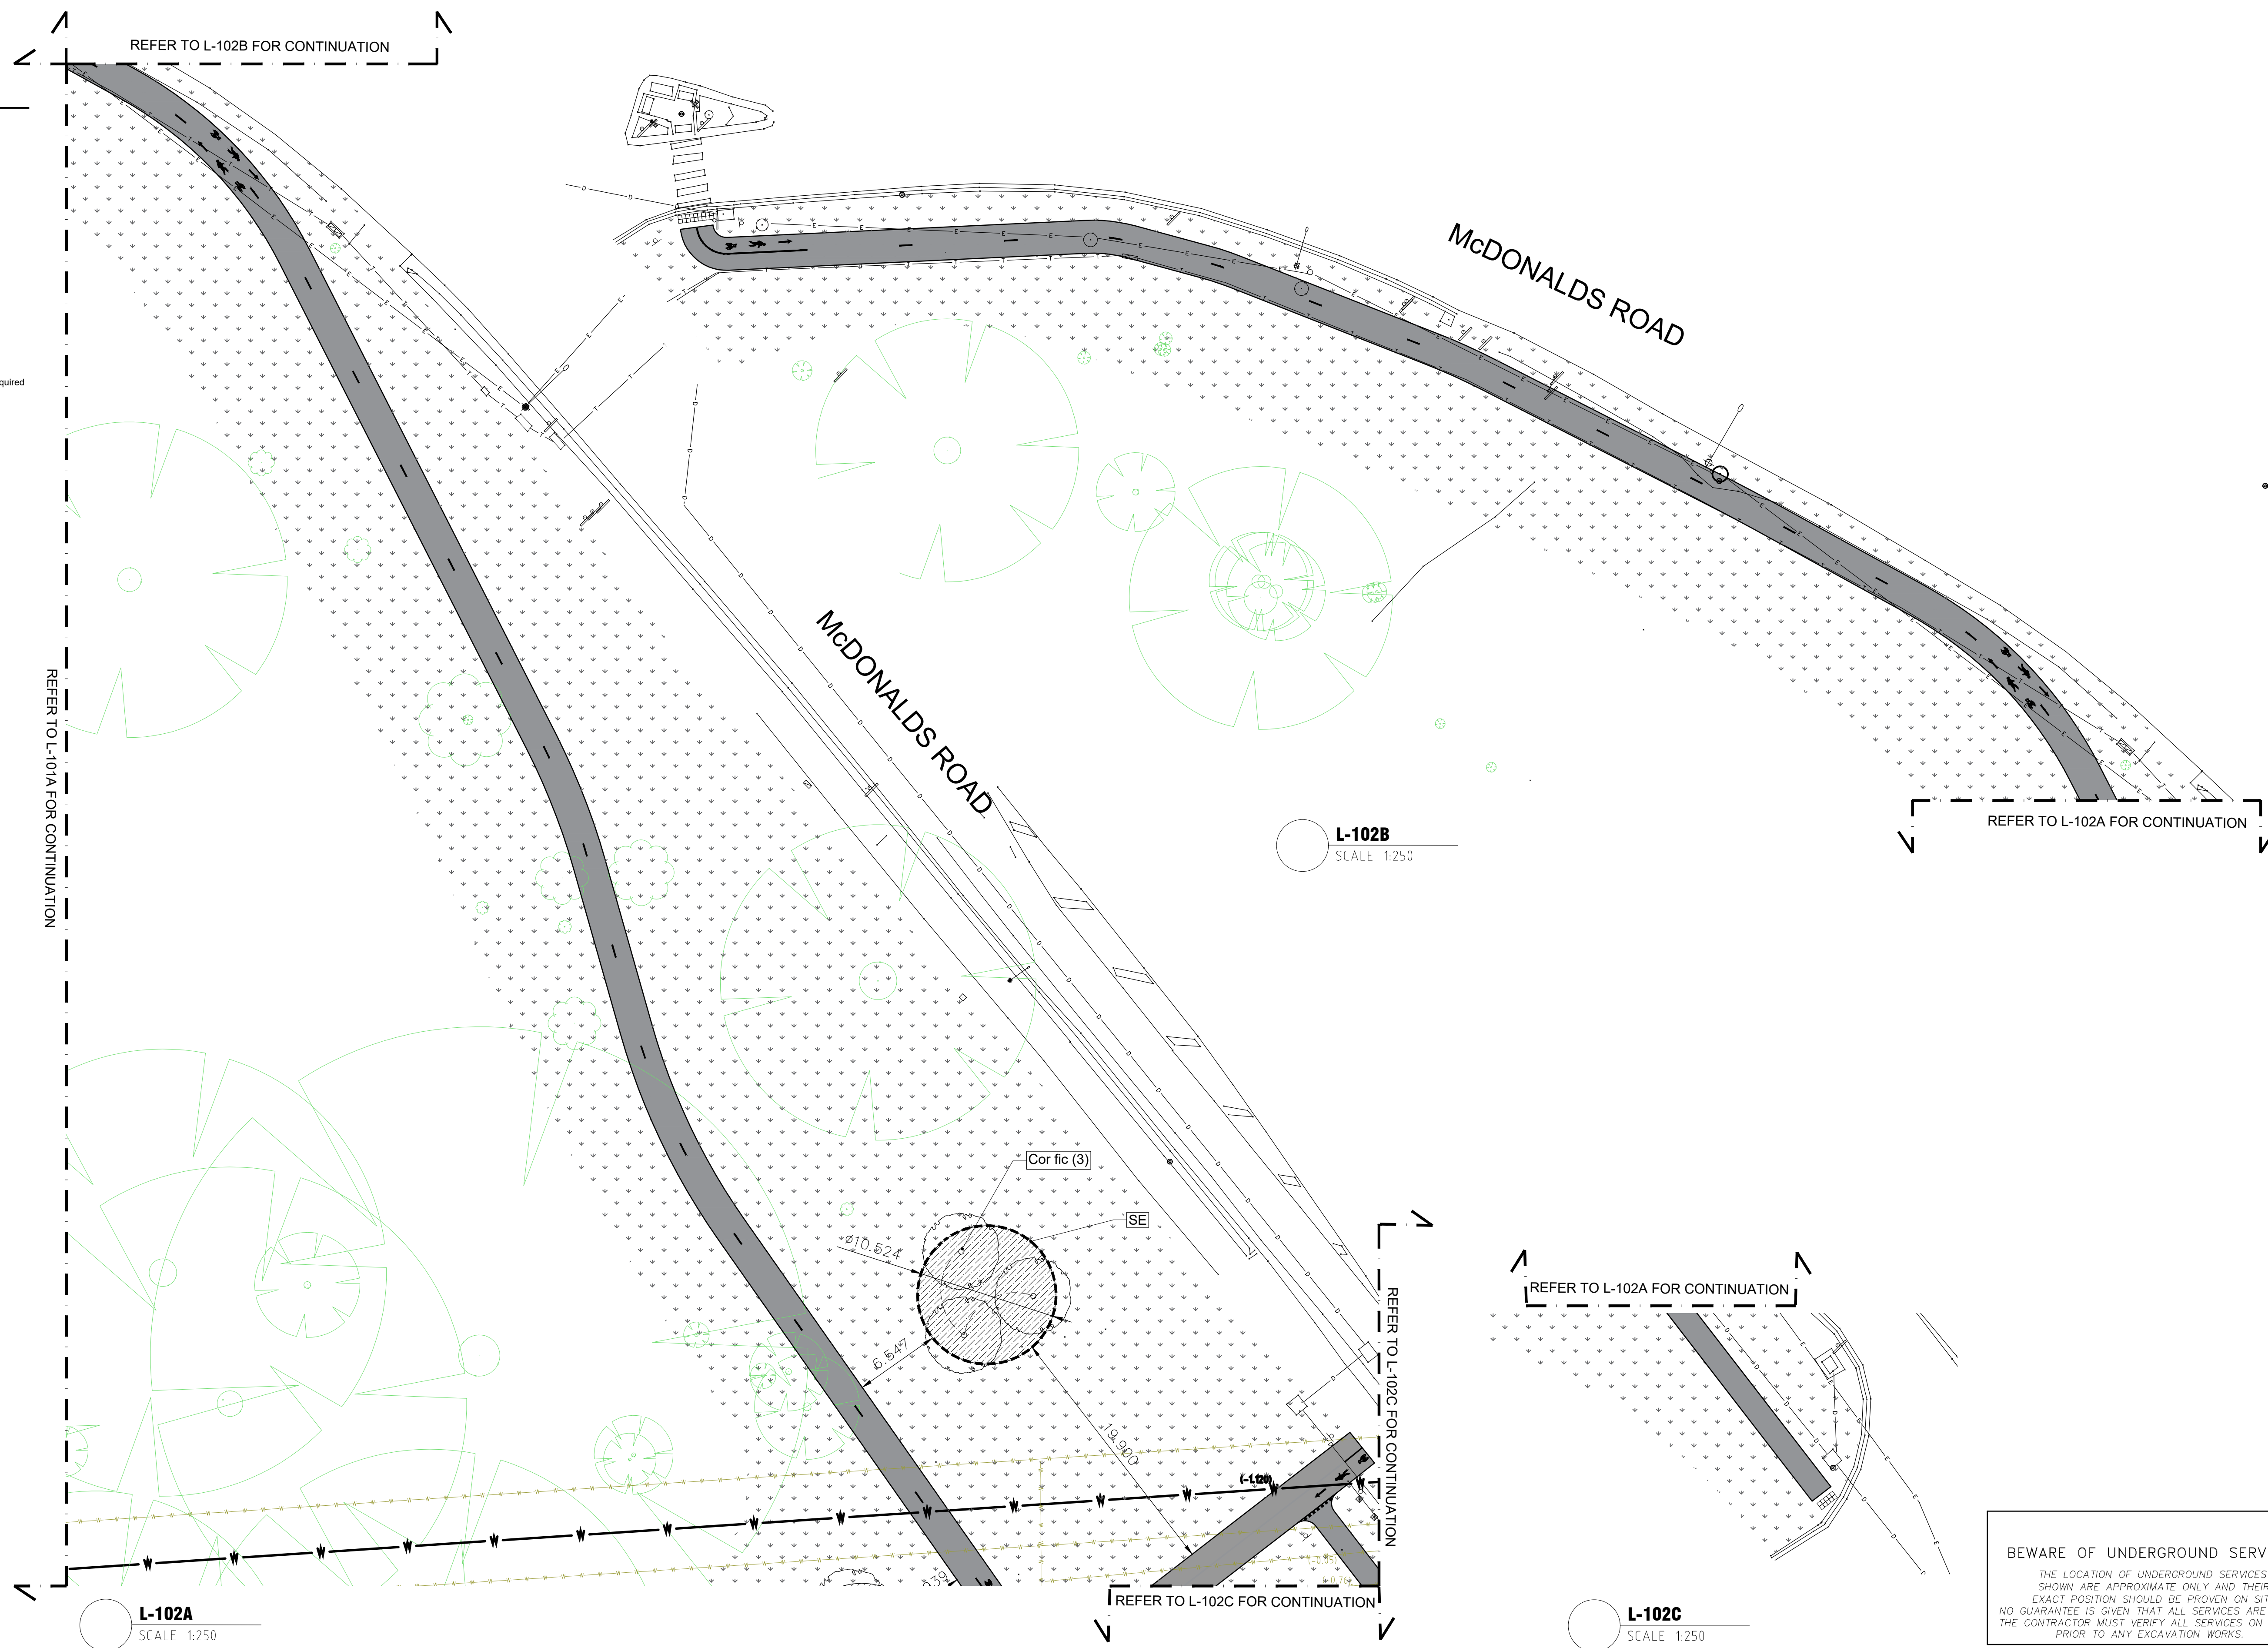 REFER TO L-102B FOR CONTINUATION
quired
REFER TO L-101A FOR CONTINUATION
McDONALDS ROAD
McDONALDS ROAD
L-102B
SCALE 1:250
REFER TO L-102A FOR CONTINUATION
Cor fic (3)
SE
ø10.524
6.547
19.900
(-1.120)
(-0.85)
REFER TO L-102C FOR CONTINUATION
REFER TO L-102C FOR CONTINUATION
L-102A
SCALE 1:250
REFER TO L-102A FOR CONTINUATION
L-102C
SCALE 1:250
BEWARE OF UNDERGROUND SERV
THE LOCATION OF UNDERGROUND SERVICES
SHOWN ARE APPROXIMATE ONLY AND THEIR
EXACT POSITION SHOULD BE PROVEN ON SIT
NO GUARANTEE IS GIVEN THAT ALL SERVICES ARE
THE CONTRACTOR MUST VERIFY ALL SERVICES ON
PRIOR TO ANY EXCAVATION WORKS.